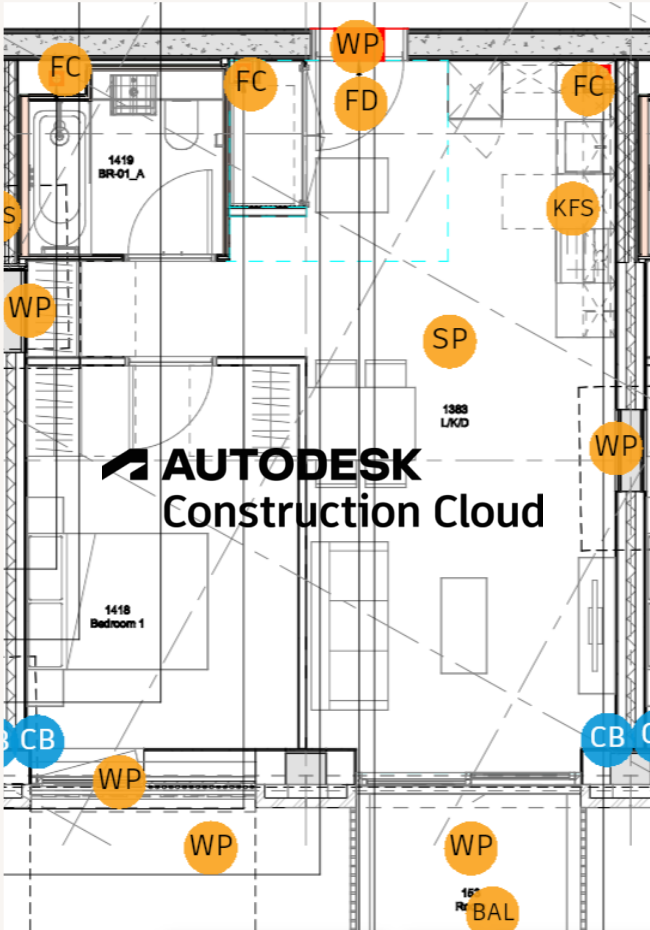 WP
FC
FC
FC
FD
1419
BR-01_A
S
KFS
WP
SP
1383
L/K/D
WP
AUTODESK
Construction Cloud
1418
Bedroom 1
CB
CB
WP
WP
WP
BAL